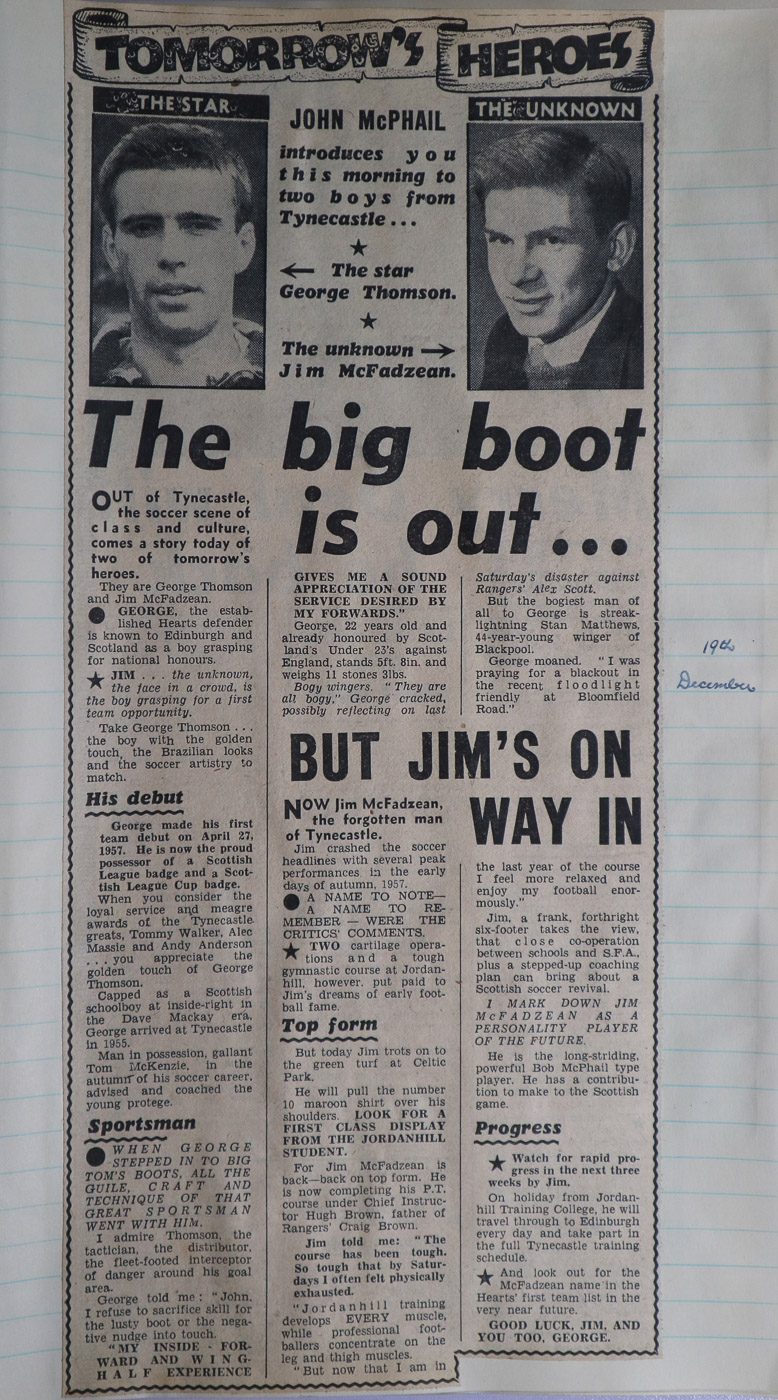 TOMORROW'S HEROES
THE STAR
JOHN McPHAIL
introduces you
this morning to
two boys from
Tynecastle...
★
← The star
George Thomson.
★
The unknown →
Jim McFadzean.
THE UNKNOWN
The big boot
is out...
OUT of Tynecastle,
the soccer scene of
class and culture,
comes a story today of
two of tomorrow's
heroes.
They are George Thomson
and Jim McFadzean.
● GEORGE, the estab-
lished Hearts defender
is known to Edinburgh and
Scotland as a boy grasping
for national honours.
★ JIM . . . the unknown,
the face in a crowd, is
the boy grasping for a first
team opportunity.
Take George Thomson . . .
the boy with the golden
touch, the Brazilian looks
and the soccer artistry to
match.
His debut
George made his first
team debut on April 27,
1957. He is now the proud
possessor of a Scottish
League badge and a Scot-
tish League Cup badge.
When you consider the
loyal service and meagre
awards of the Tynecastle
greats, Tommy Walker, Alec
Massie and Andy Anderson
. . . you appreciate the
golden touch of George
Thomson.
Capped as a Scottish
schoolboy at inside-right in
the Dave Mackay era,
George arrived at Tynecastle
in 1955.
Man in possession, gallant
Tom McKenzie, in the
autumn of his soccer career,
advised and coached the
young protege.
Sportsman
● WHEN GEORGE
STEPPED IN TO BIG
TOM'S BOOTS, ALL THE
GUILE, CRAFT AND
TECHNIQUE OF THAT
GREAT SPORTSMAN
WENT WITH HIM.
I admire Thomson, the
tactician, the distributor,
the fleet-footed interceptor
of danger around his goal
area.
George told me: "John,
I refuse to sacrifice skill for
the lusty boot or the nega-
tive nudge into touch.
"MY INSIDE-FOR-
WARD AND WING-
HALF EXPERIENCE
GIVES ME A SOUND
APPRECIATION OF THE
SERVICE DESIRED BY
MY FORWARDS."
George, 22 years old and
already honoured by Scot-
land's Under 23's against
England, stands 5ft. 8in. and
weighs 11 stones 3lbs.
Bogy wingers. "They are
all bogy," George cracked,
possibly reflecting on last
Saturday's disaster against
Rangers' Alex Scott.
But the bogiest man of
all to George is streak-
lightning Stan Matthews,
44-year-young winger of
Blackpool.
George moaned. "I was
praying for a blackout in
the recent floodlight
friendly at Bloomfield
Road."
BUT JIM'S ON
WAY IN
NOW Jim McFadzean,
the forgotten man
of Tynecastle.
Jim crashed the soccer
headlines with several peak
performances in the early
days of autumn, 1957.
● A NAME TO NOTE—
A NAME TO RE-
MEMBER — WERE THE
CRITICS' COMMENTS.
★ TWO cartilage opera-
tions and a tough
gymnastic course at Jordan-
hill, however, put paid to
Jim's dreams of early foot-
ball fame.
Top form
But today Jim trots on to
the green turf at Celtic
Park.
He will pull the number
10 maroon shirt over his
shoulders. LOOK FOR A
FIRST CLASS DISPLAY
FROM THE JORDANHILL
STUDENT.
For Jim McFadzean is
back—back on top form. He
is now completing his P.T.
course under Chief Instruc-
tor Hugh Brown, father of
Rangers' Craig Brown.
Jim told me: "The
course has been tough.
So tough that by Satur-
days I often felt physically
exhausted.
"Jordanhill training
develops EVERY muscle,
while professional foot-
ballers concentrate on the
leg and thigh muscles.
"But now that I am in
the last year of the course
I feel more relaxed and
enjoy my football enor-
mously."
Jim, a frank, forthright
six-footer takes the view,
that close co-operation
between schools and S.F.A.,
plus a stepped-up coaching
plan can bring about a
Scottish soccer revival.
I MARK DOWN JIM
McFADZEAN AS A
PERSONALITY PLAYER
OF THE FUTURE.
He is the long-striding,
powerful Bob McPhail type
player. He has a contribu-
tion to make to the Scottish
game.
Progress
★ Watch for rapid pro-
gress in the next three
weeks by Jim.
On holiday from Jordan-
hill Training College, he will
travel through to Edinburgh
every day and take part in
the full Tynecastle training
schedule.
★ And look out for the
McFadzean name in the
Hearts' first team list in the
very near future.
GOOD LUCK, JIM, AND
YOU TOO, GEORGE.
19th
December